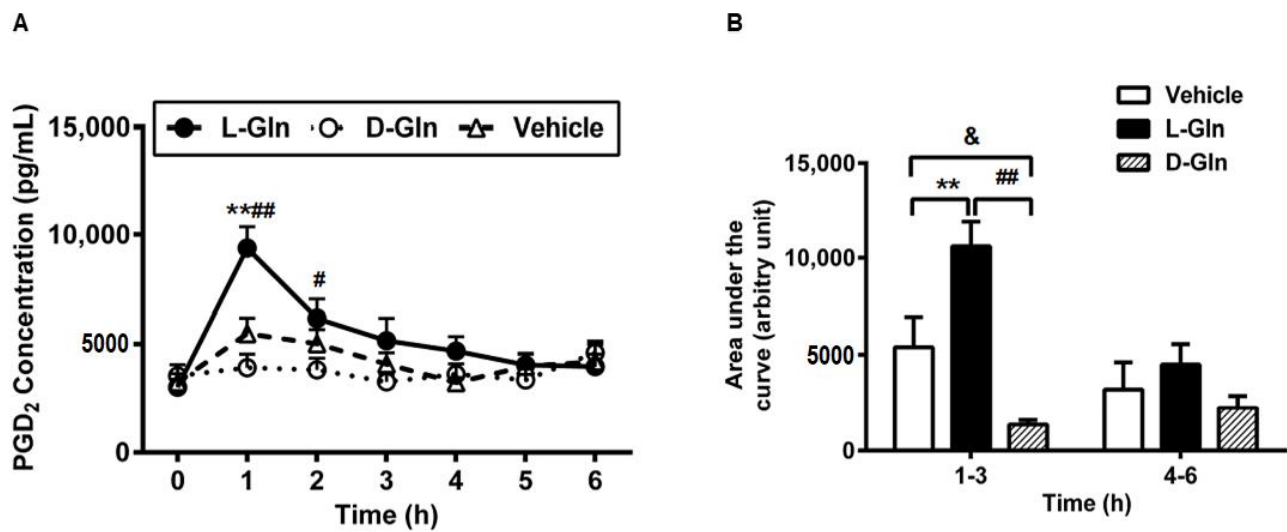 A
PGD₂ Concentration (pg/mL)
L-Gln D-Gln Vehicle
15,000
10,000
5000
0
**##
#
0 1 2 3 4 5 6
Time (h)
B
Vehicle
L-Gln
D-Gln
Area under the
curve (arbitry unit)
15,000
10,000
5000
0
&
** ##
1-3 4-6
Time (h)